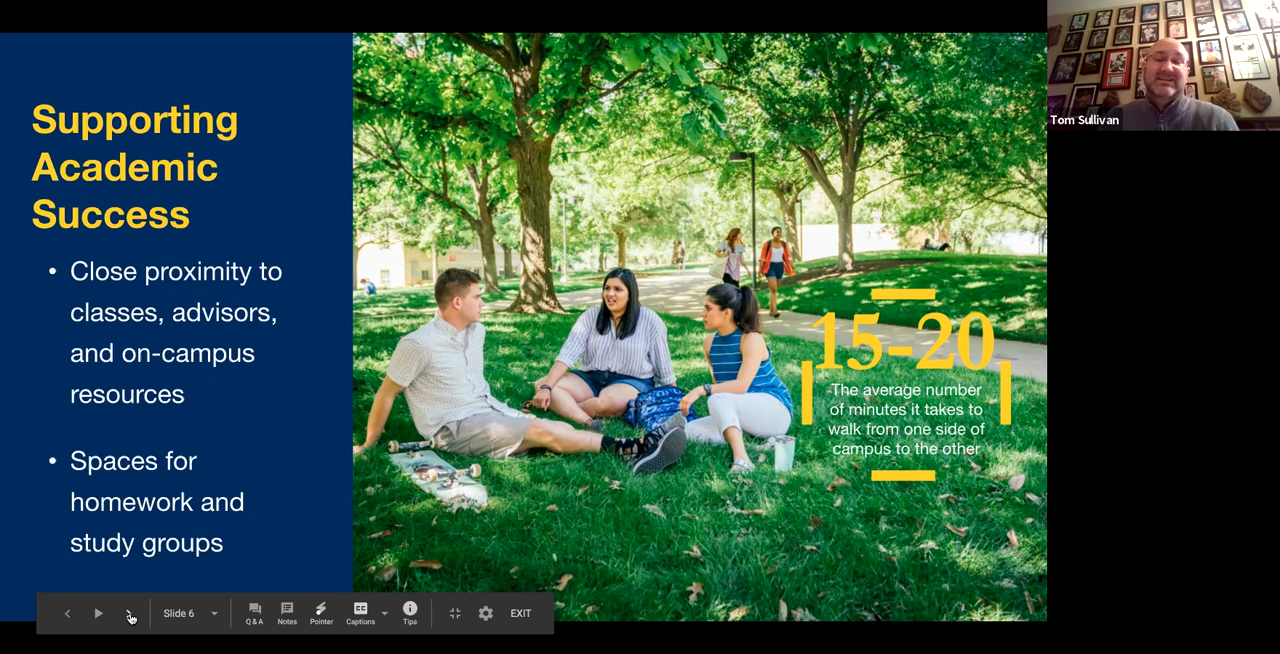 Supporting
Academic
Success
• Close proximity to
classes, advisors,
and on-campus
resources
• Spaces for
homework and
study groups
15-20
The average number
of minutes it takes to
walk from one side of
campus to the other
Tom Sullivan
Slide 6
Q & A
Notes
Pointer
CC
Captions
Tips
EXIT